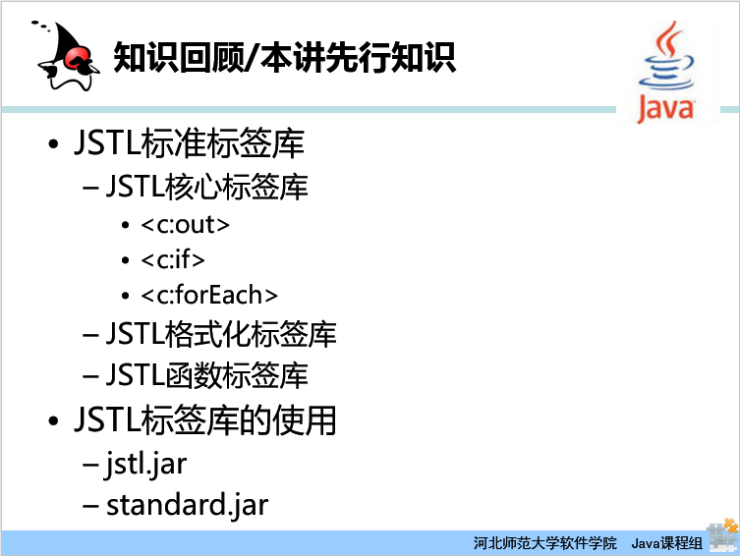 知识回顾/本讲先行知识
Java
• JSTL标准标签库
– JSTL核心标签库
• <c:out>
• <c:if>
• <c:forEach>
– JSTL格式化标签库
– JSTL函数标签库
• JSTL标签库的使用
– jstl.jar
– standard.jar
河北师范大学软件学院 Java课程组